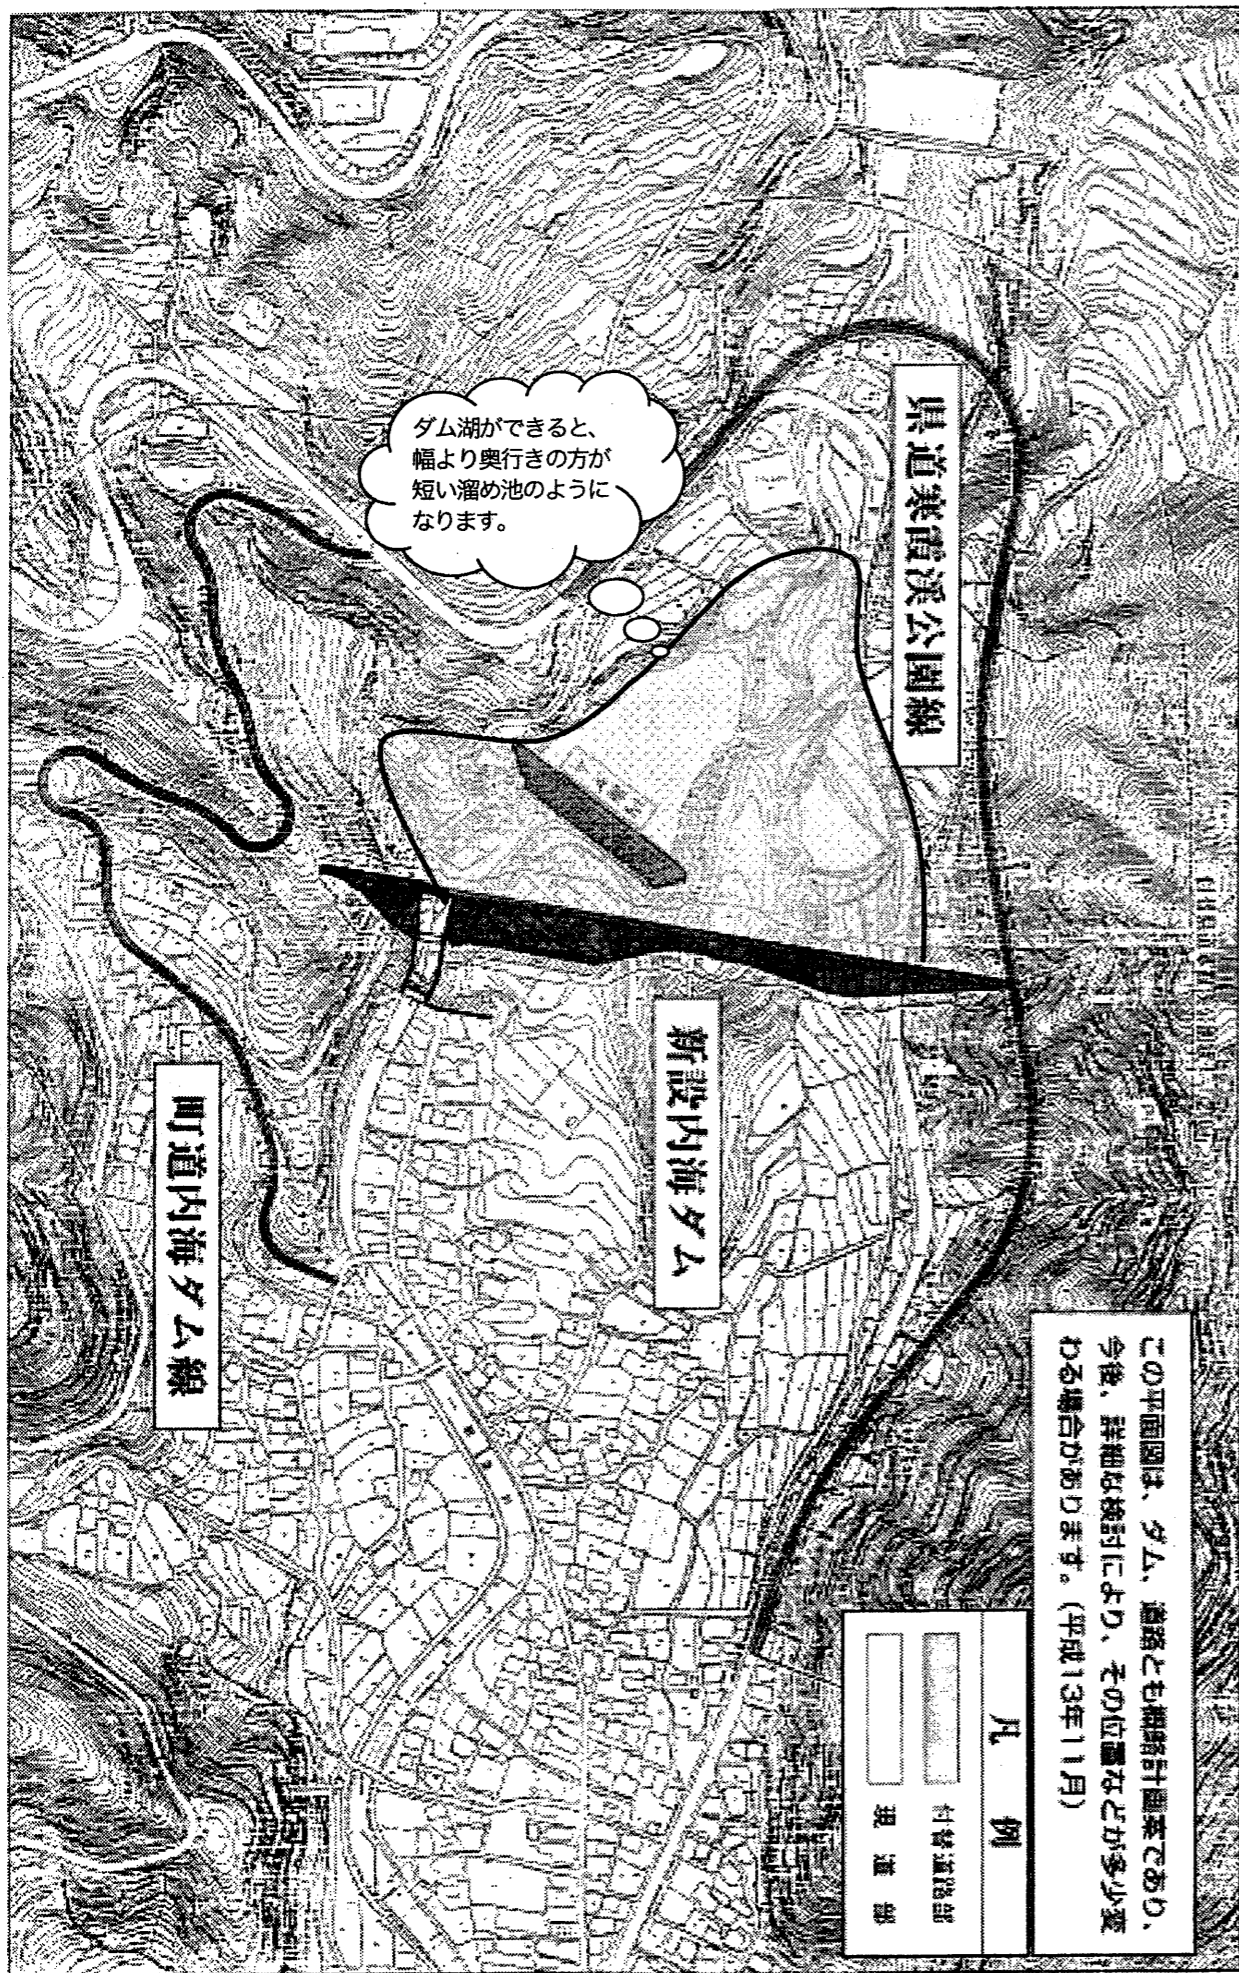 ダム湖ができると、
幅より奥行きの方が
短い溜め池のように
なります。
県道寒霞渓公園線
新設内海ダム
町道内海ダム線
この平面図は、ダム、道路とも概略計画案であり、
今後、詳細な検討により、その位置などが多少変
わる場合があります。(平成13年11月)
凡例
付替道路部
現道部